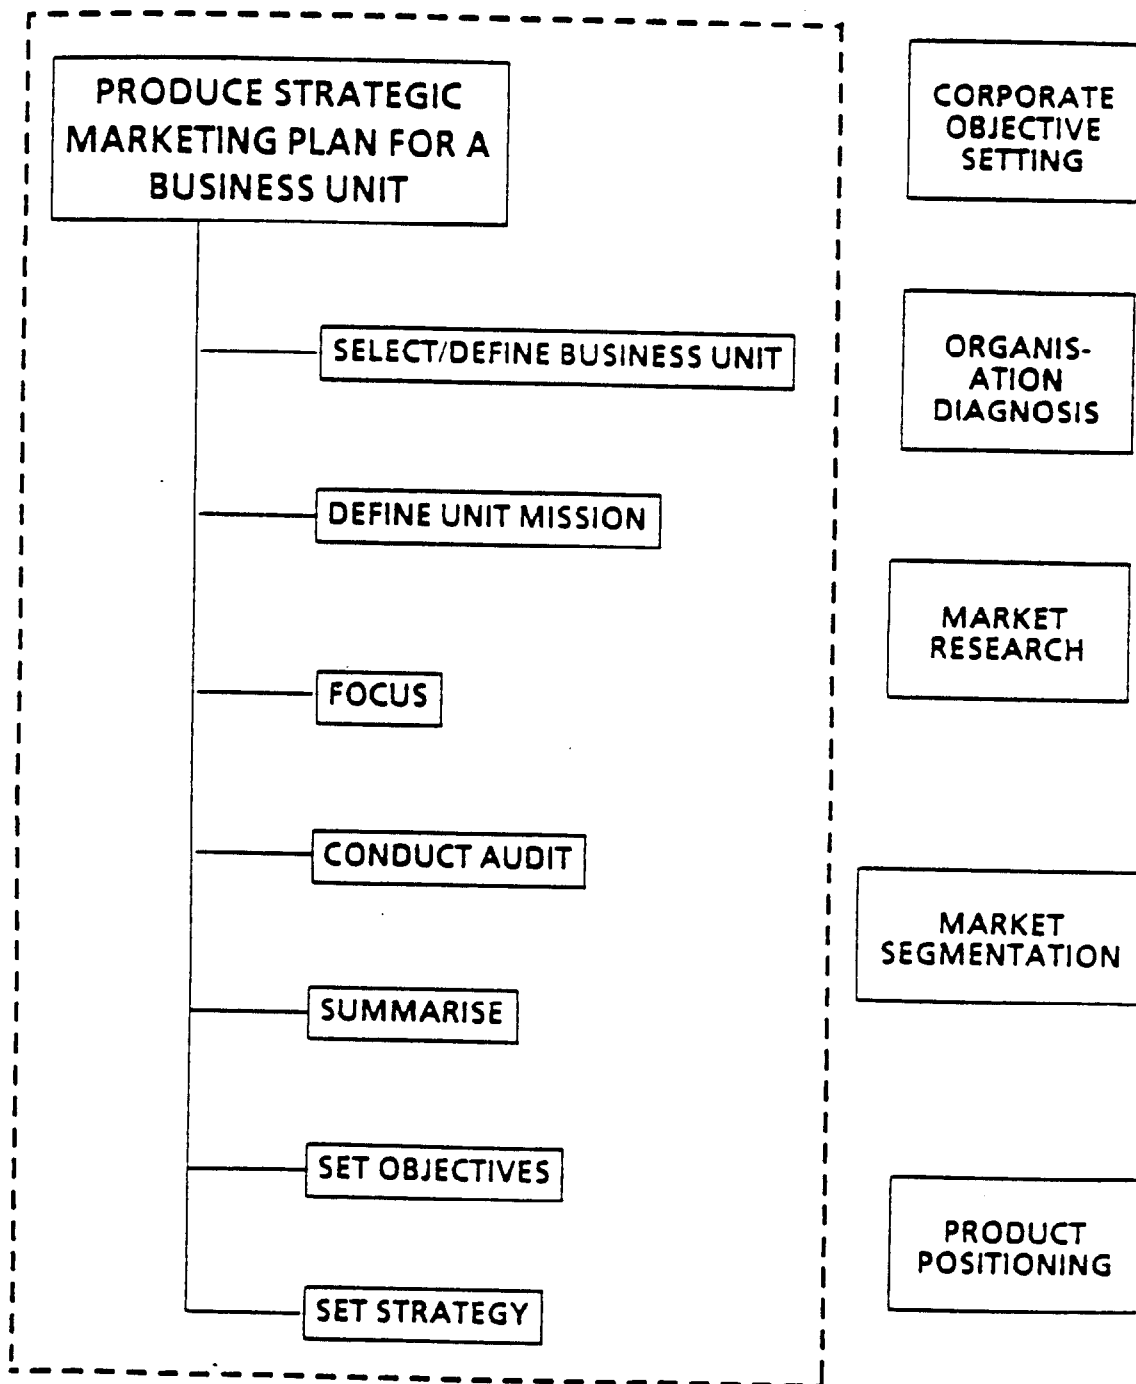 PRODUCE STRATEGIC
MARKETING PLAN FOR A
BUSINESS UNIT
SELECT/DEFINE BUSINESS UNIT
DEFINE UNIT MISSION
FOCUS
CONDUCT AUDIT
SUMMARISE
SET OBJECTIVES
SET STRATEGY
CORPORATE
OBJECTIVE
SETTING
ORGANIS-
ATION
DIAGNOSIS
MARKET
RESEARCH
MARKET
SEGMENTATION
PRODUCT
POSITIONING